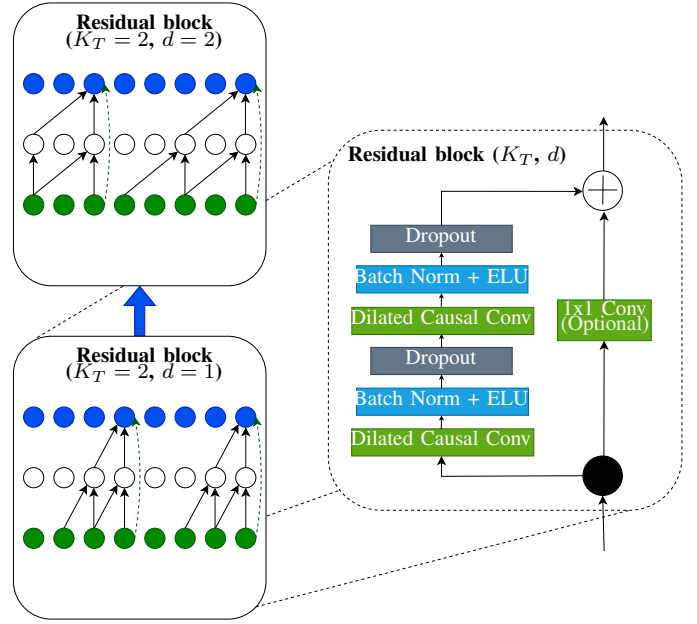 Residual block
(K_T = 2, d = 2)
Residual block (K_T, d)
Dropout
Batch Norm + ELU
Dilated Causal Conv
1x1 Conv
(Optional)
Dropout
Batch Norm + ELU
Dilated Causal Conv
Residual block
(K_T = 2, d = 1)